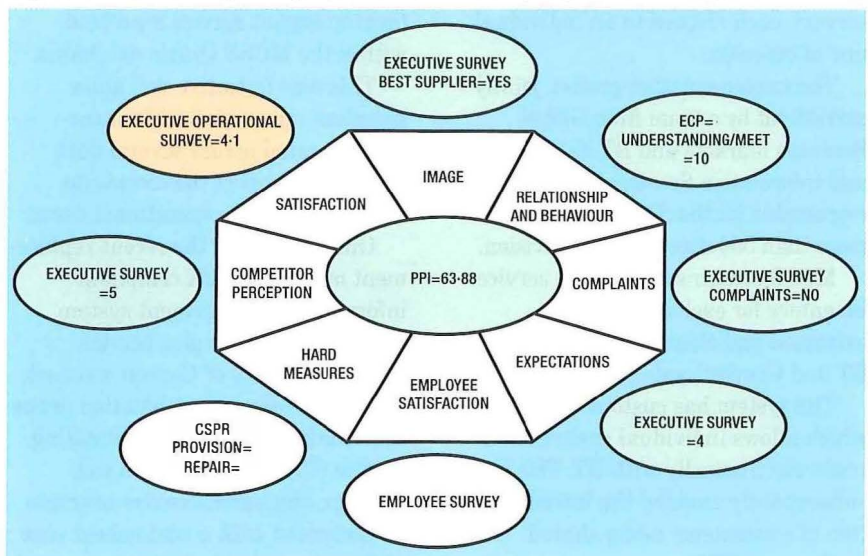 EXECUTIVE SURVEY
BEST SUPPLIER=YES
EXECUTIVE OPERATIONAL
SURVEY=4·1
ECP=
UNDERSTANDING/MEET
=10
IMAGE
SATISFACTION
RELATIONSHIP
AND BEHAVIOUR
EXECUTIVE SURVEY
=5
COMPETITOR
PERCEPTION
PPI=63·88
COMPLAINTS
EXECUTIVE SURVEY
COMPLAINTS=NO
HARD
MEASURES
EMPLOYEE
SATISFACTION
EXPECTATIONS
CSPR
PROVISION=
REPAIR=
EMPLOYEE SURVEY
EXECUTIVE SURVEY
=4